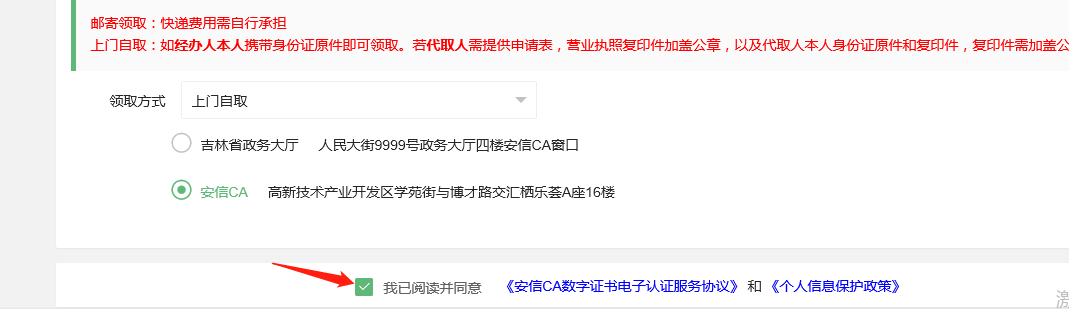 邮寄领取：快递费用需自行承担
上门自取：如经办人本人携带身份证原件即可领取。若代取人需提供申请表，营业执照复印件加盖公章，以及代取人本人身份证原件和复印件，复印件需加盖公
领取方式 上门自取
吉林省政务大厅 人民大街9999号政务大厅四楼安信CA窗口
安信CA 高新技术产业开发区学苑街与博才路交汇栖乐荟A座16楼
我已阅读并同意 《安信CA数字证书电子认证服务协议》 和 《个人信息保护政策》